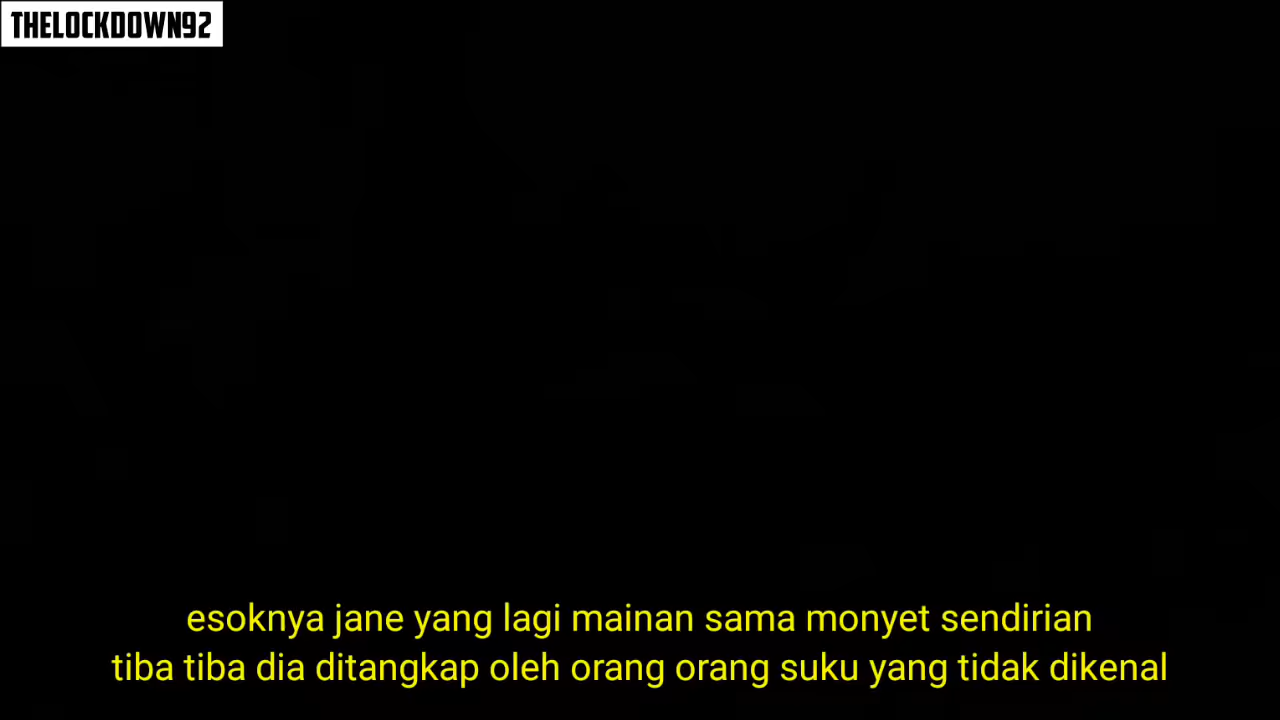 THELOCKDOWN92
esoknya jane yang lagi mainan sama monyet sendirian
tiba tiba dia ditangkap oleh orang orang suku yang tidak dikenal